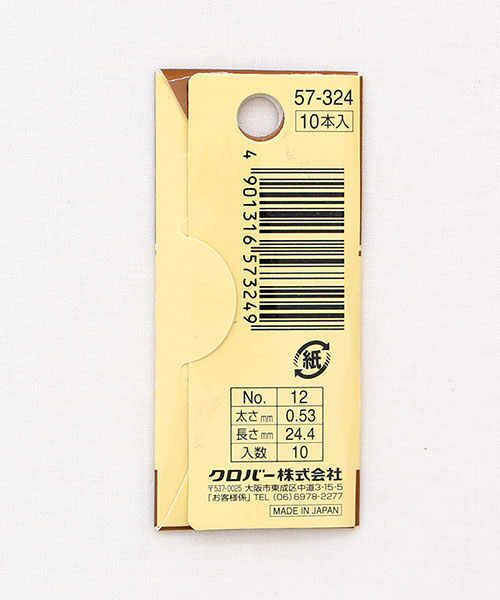 57-324
10本入
4 901316 573249
紙
No. 12
太さmm 0.53
長さmm 24.4
入数 10
クロバー株式会社
〒537-0025 大阪市東成区中道3-15-5
「お客様係」TEL (06)6978-2277
MADE IN JAPAN